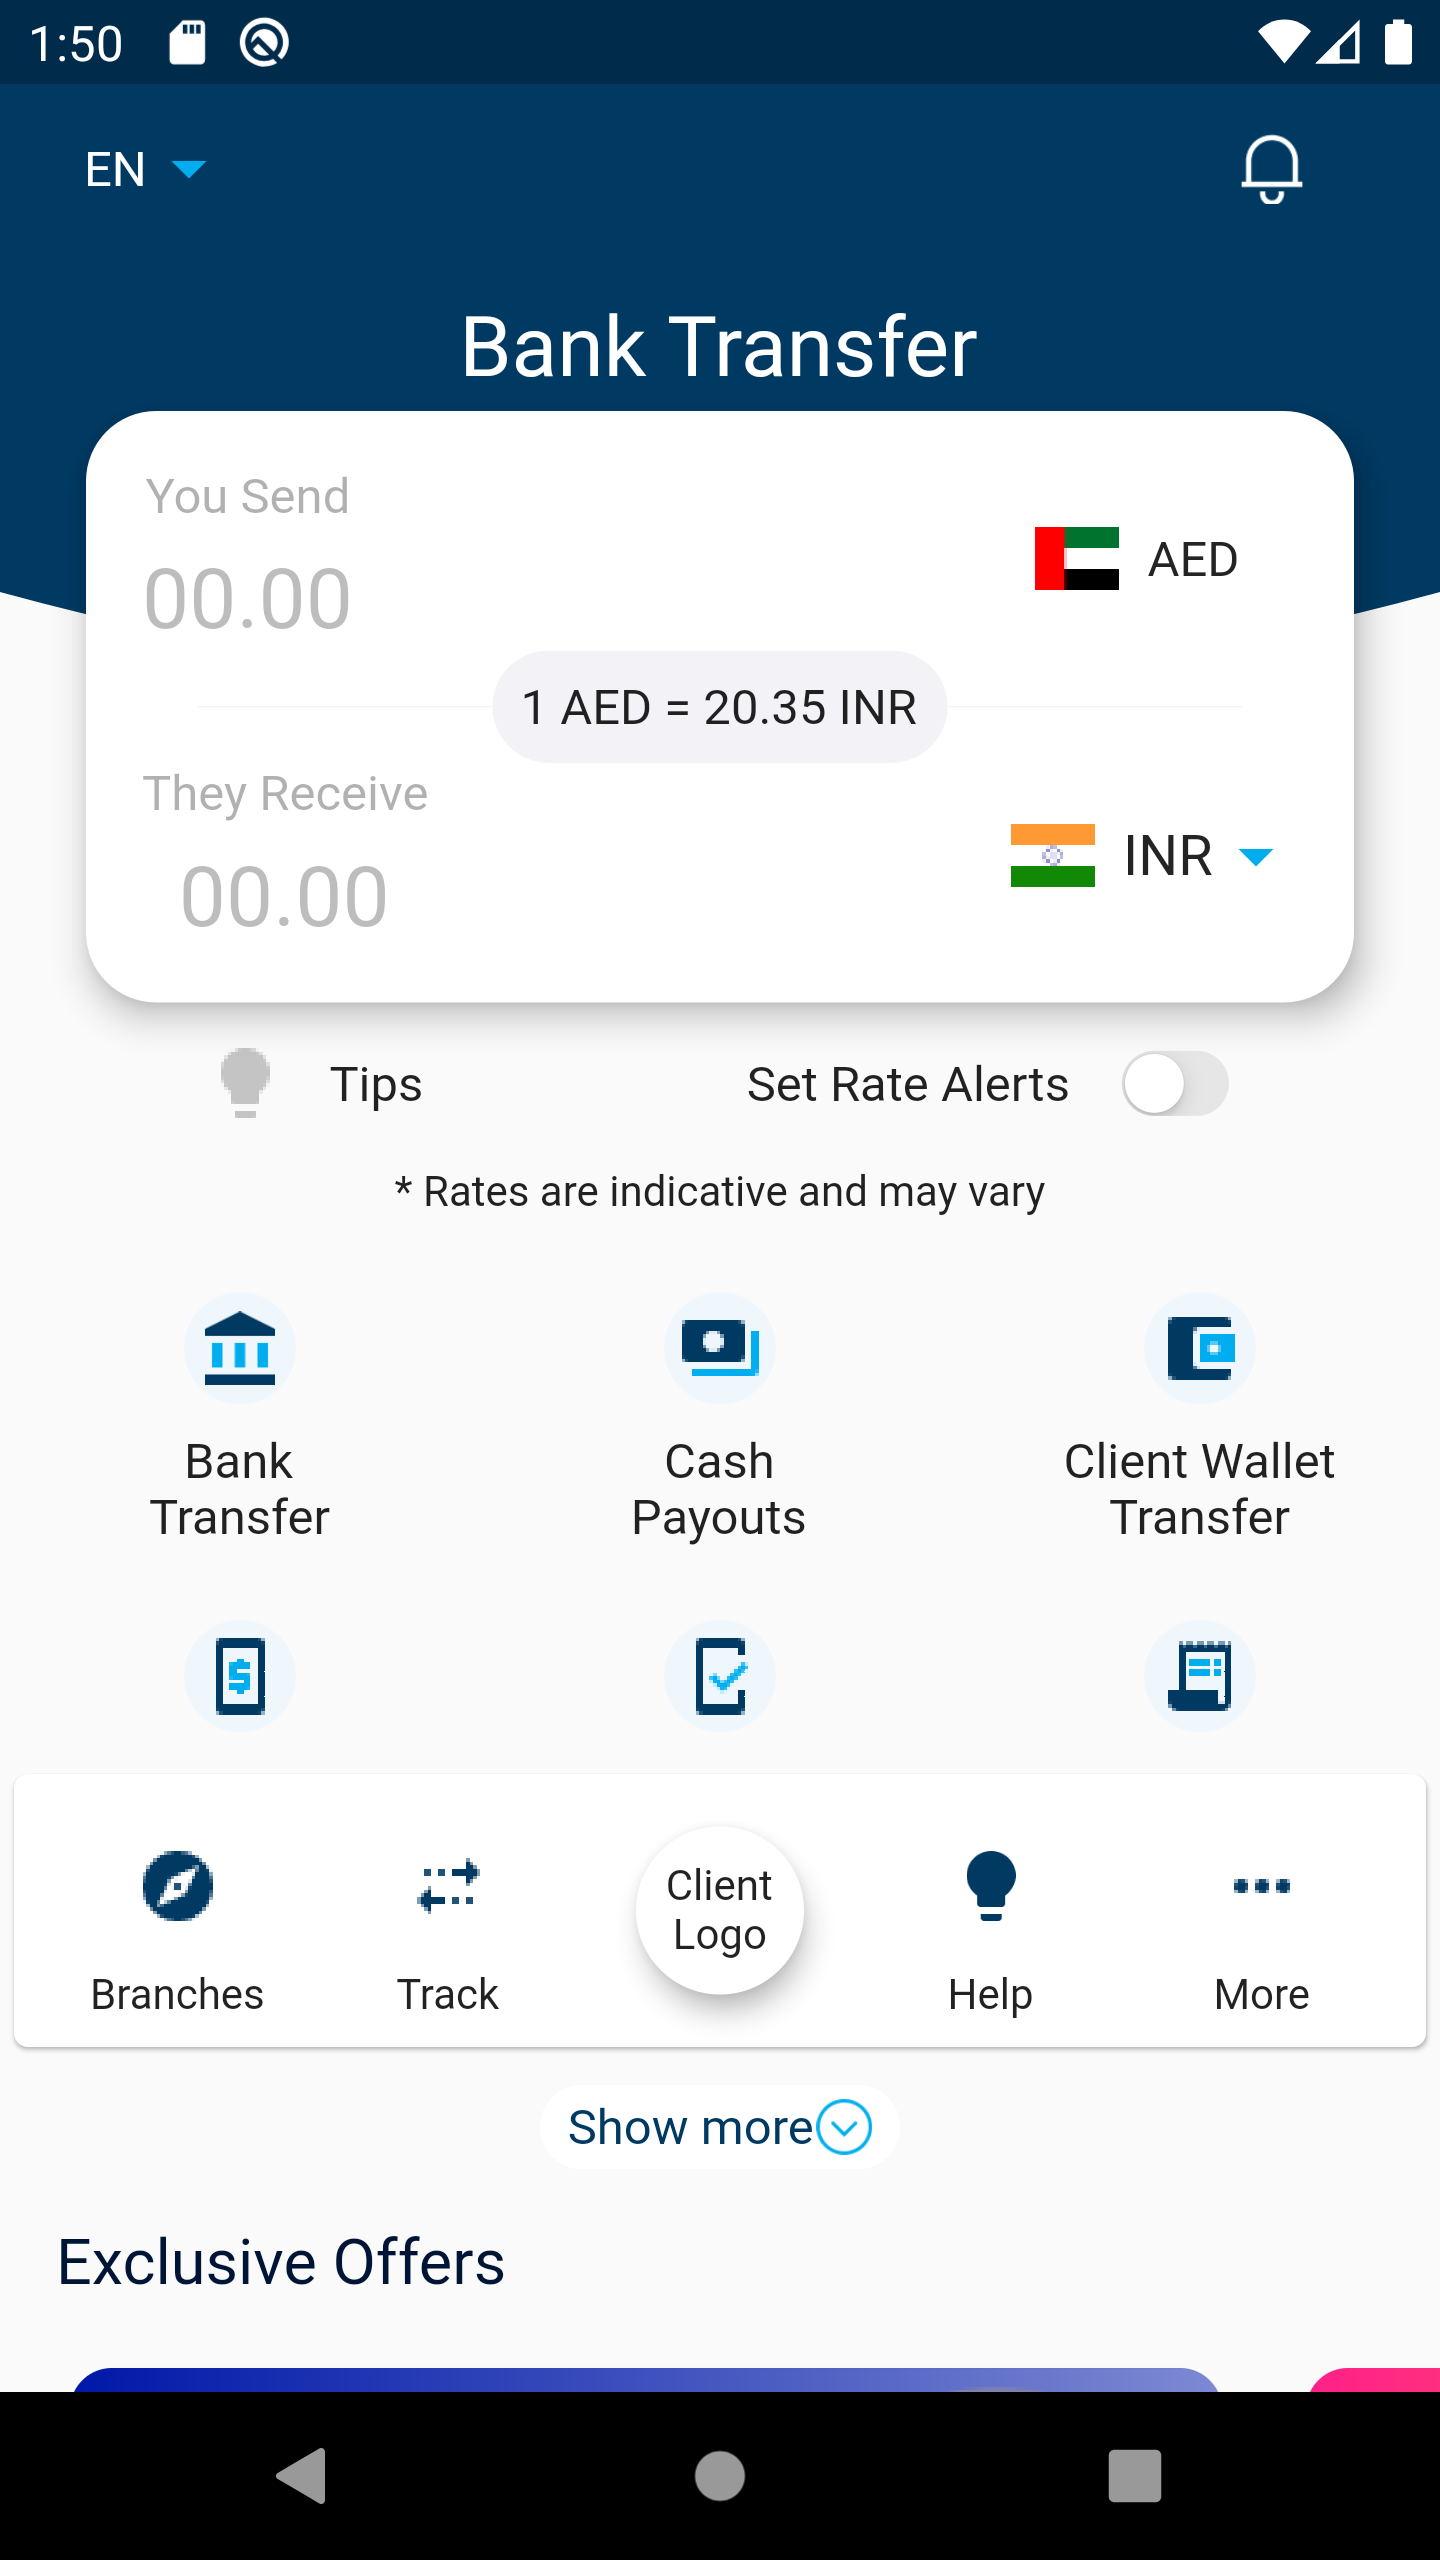 1:50
EN
Bank Transfer
You Send
00.00
AED
1 AED = 20.35 INR
They Receive
00.00
INR
Tips
Set Rate Alerts
* Rates are indicative and may vary
Bank
Transfer
Cash
Payouts
Client Wallet
Transfer
Branches
Track
Client
Logo
Help
More
Show more
Exclusive Offers